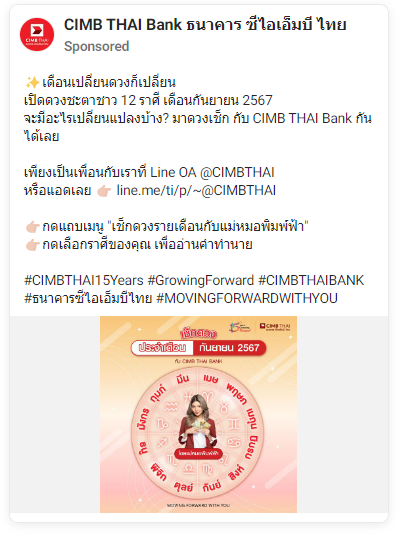 CIMB THAI Bank ธนาคาร ซีไอเอ็มบี ไทย
Sponsored
✨เดือนเปลี่ยนดวงก็เปลี่ยน
เปิดดวงชะตาชาว 12 ราศี เดือนกันยายน 2567
จะมีอะไรเปลี่ยนแปลงบ้าง? มาดวงเช็ก กับ CIMB THAI Bank กัน
ได้เลย
เพียงเป็นเพื่อนกับเราที่ Line OA @CIMBTHAI
หรือแอดเลย 👉🏻 line.me/ti/p/~@CIMBTHAI
👉🏻 กดแถบเมนู "เช็กดวงรายเดือนกับแม่หมอพิมพ์ฟ้า"
👉🏻 กดเลือกราศีของคุณ เพื่ออ่านคำทำนาย
#CIMBTHAI15Years #GrowingForward #CIMBTHAIBANK
#ธนาคารซีไอเอ็มบีไทย #MOVINGFORWARDWITHYOU
CIMB THAI
เช็กดวง
ประจำเดือน กันยายน 2567
กับ CIMB THAI BANK
เมษ
พฤษภ
เมถุน
กรกฎ
สิงห์
กันย์
ตุลย์
พิจิก
ธนู
มังกร
กุมภ์
มีน
โดยแม่หมอพิมพ์ฟ้า
MOVING FORWARD WITH YOU